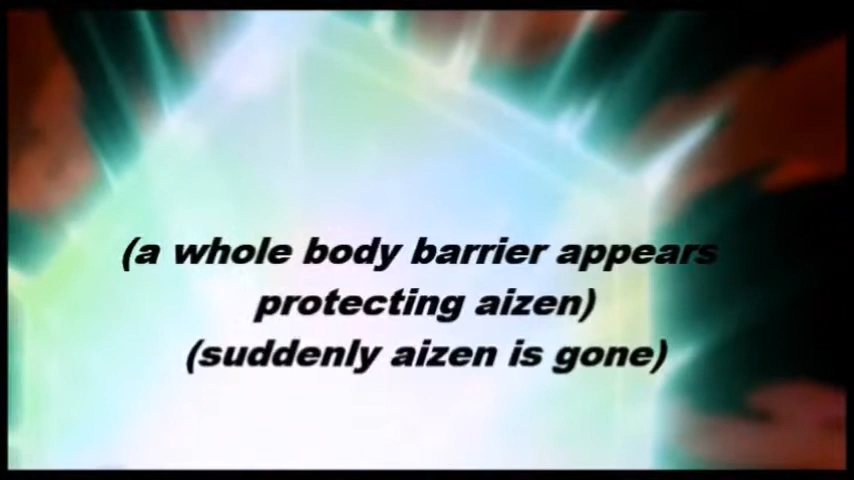 (a whole body barrier appears
protecting aizen)
(suddenly aizen is gone)